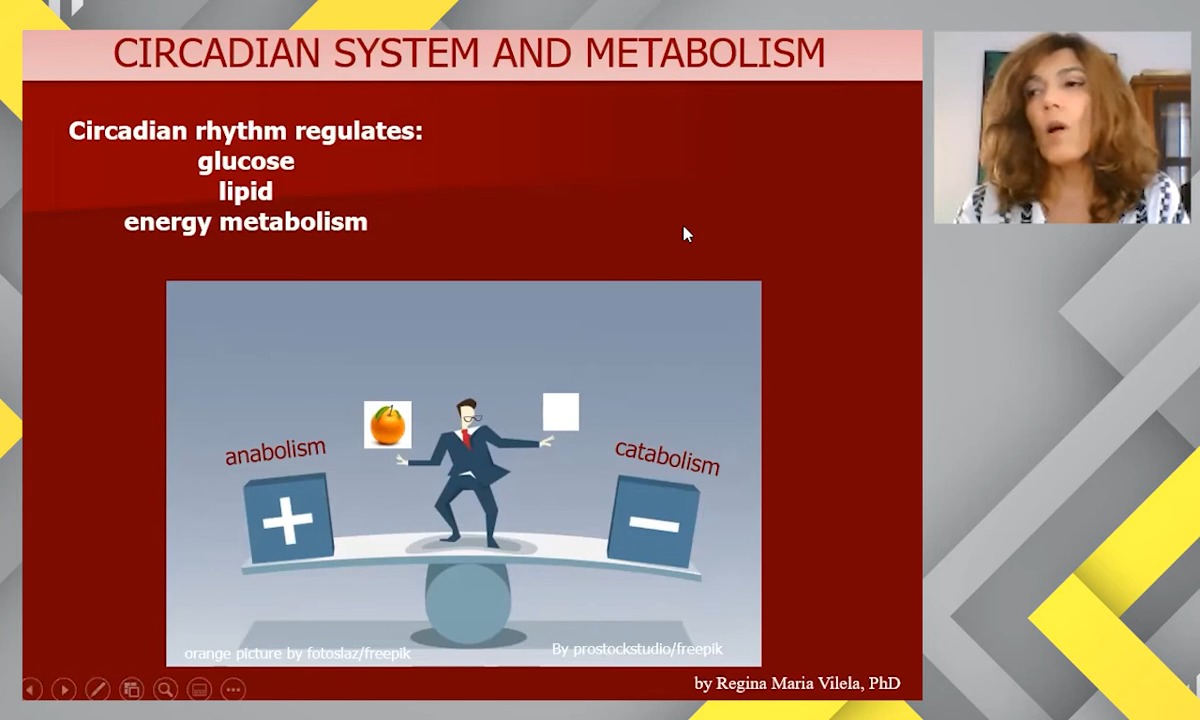 CIRCADIAN SYSTEM AND METABOLISM
Circadian rhythm regulates:
glucose
lipid
energy metabolism
anabolism
catabolism
orange picture by fotoslaz/freepik
By prostockstudio/freepik
by Regina Maria Vilela, PhD